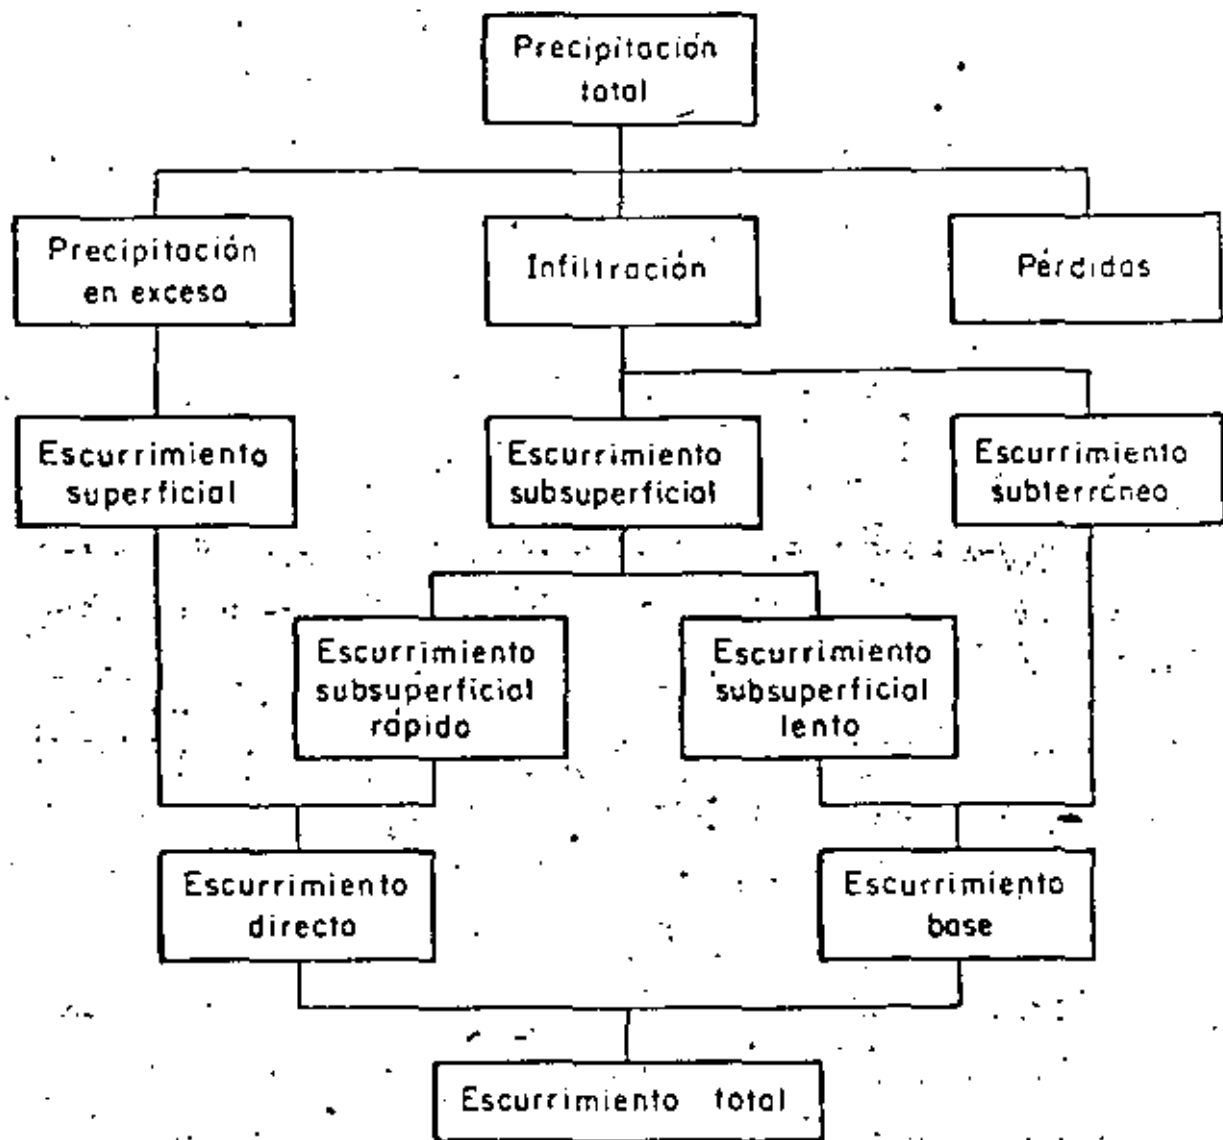 Precipitación
total
Precipitación
en exceso
Infiltración
Pérdidas
Escurrimiento
superficial
Escurrimiento
subsuperficial
Escurrimiento
subterráneo
Escurrimiento
subsuperficial
rápido
Escurrimiento
subsuperficial
lento
Escurrimiento
directo
Escurrimiento
base
Escurrimiento total